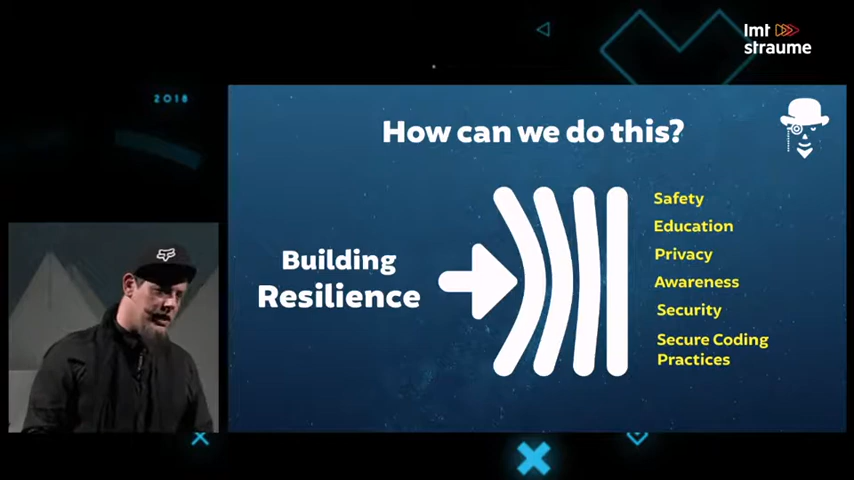 lmt
straume
2018
How can we do this?
Building
Resilience
Safety
Education
Privacy
Awareness
Security
Secure Coding
Practices